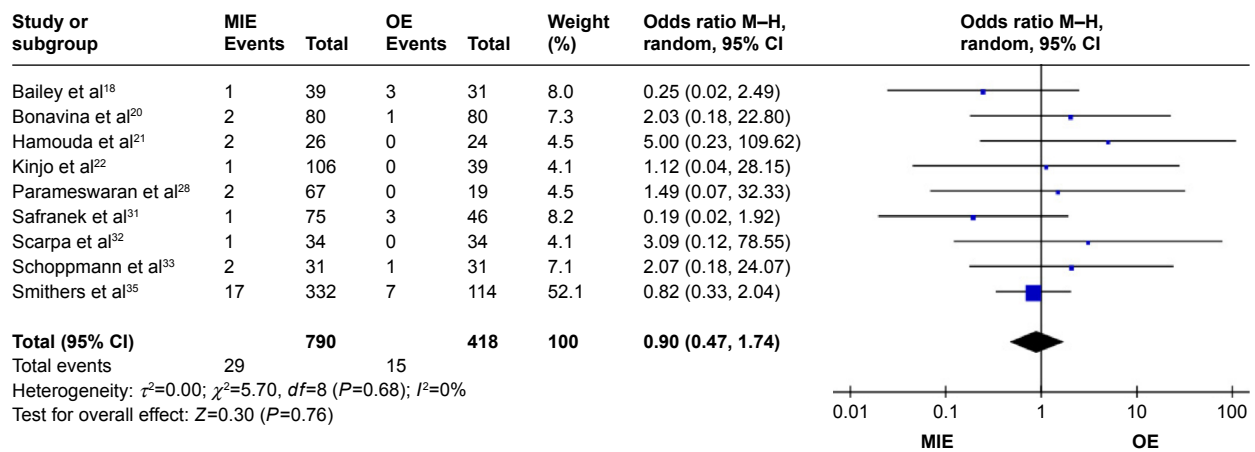 Study or subgroup MIE Events Total OE Events Total Weight (%) Odds ratio M–H, random, 95% CI Odds ratio M–H, random, 95% CI
Bailey et al18 1 39 3 31 8.0 0.25 (0.02, 2.49)
Bonavina et al20 2 80 1 80 7.3 2.03 (0.18, 22.80)
Hamouda et al21 2 26 0 24 4.5 5.00 (0.23, 109.62)
Kinjo et al22 1 106 0 39 4.1 1.12 (0.04, 28.15)
Parameswaran et al28 2 67 0 19 4.5 1.49 (0.07, 32.33)
Safranek et al31 1 75 3 46 8.2 0.19 (0.02, 1.92)
Scarpa et al32 1 34 0 34 4.1 3.09 (0.12, 78.55)
Schoppmann et al33 2 31 1 31 7.1 2.07 (0.18, 24.07)
Smithers et al35 17 332 7 114 52.1 0.82 (0.33, 2.04)
Total (95% CI) 790 418 100 0.90 (0.47, 1.74)
Total events 29 15
Heterogeneity: τ²=0.00; χ²=5.70, df=8 (P=0.68); I²=0%
Test for overall effect: Z=0.30 (P=0.76)
0.01 0.1 1 10 100
MIE OE